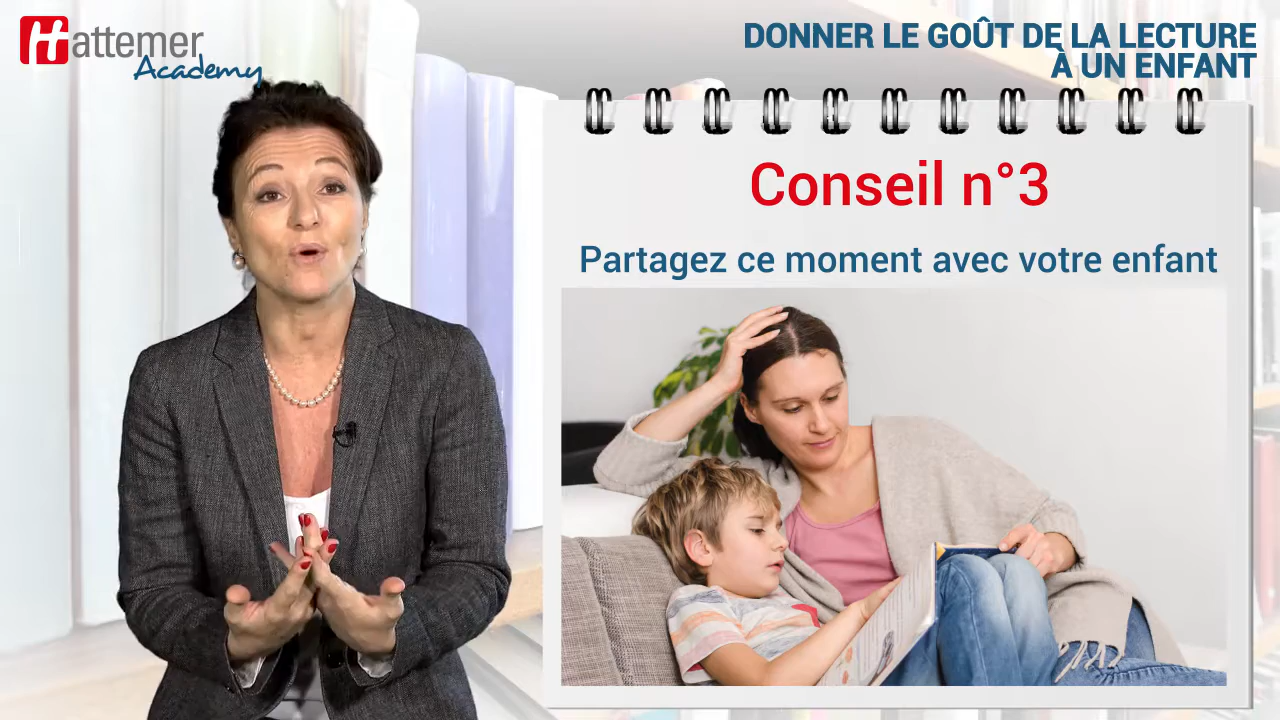 Hattemer
Academy
DONNER LE GOÛT DE LA LECTURE
À UN ENFANT
Conseil n°3
Partagez ce moment avec votre enfant